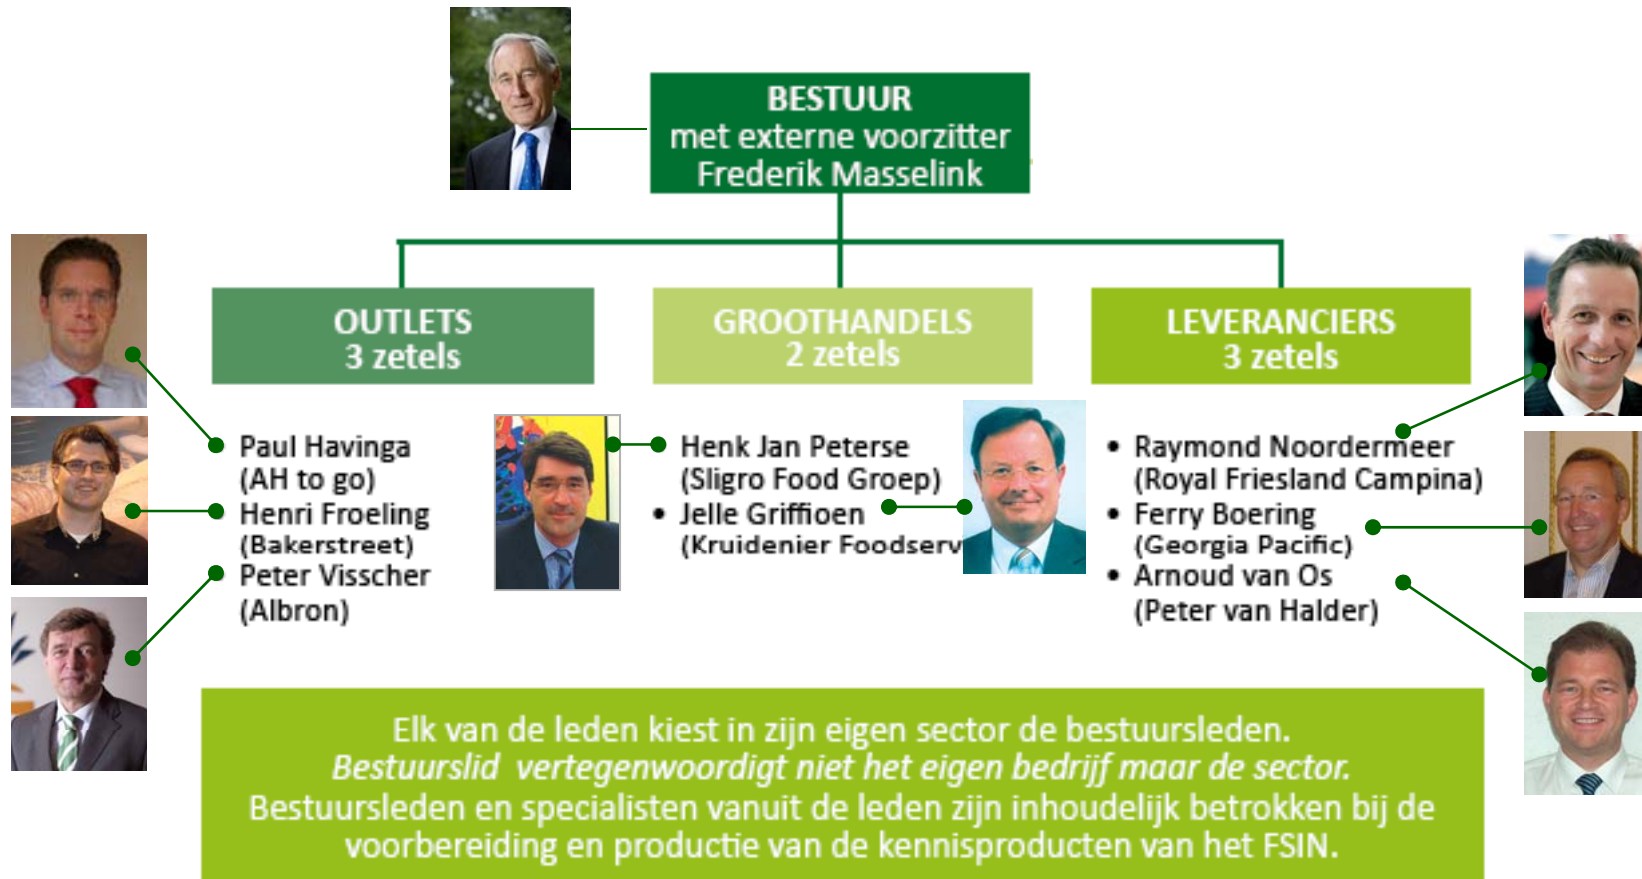 BESTUUR
met externe voorzitter
Frederik Masselink
OUTLETS
3 zetels
GROOTHANDELS
2 zetels
LEVERANCIERS
3 zetels
Paul Havinga
(AH to go)
Henri Froeling
(Bakerstreet)
Peter Visscher
(Albron)
Henk Jan Peterse
(Sligro Food Groep)
• Jelle Griffioen
(Kruidenier Foodserv
• Raymond Noordermeer
(Royal Friesland Campina)
• Ferry Boering
(Georgia Pacific)
• Arnoud van Os
(Peter van Halder)
Elk van de leden kiest in zijn eigen sector de bestuursleden.
Bestuurslid vertegenwoordigt niet het eigen bedrijf maar de sector.
Bestuursleden en specialisten vanuit de leden zijn inhoudelijk betrokken bij de
voorbereiding en productie van de kennisproducten van het FSIN.